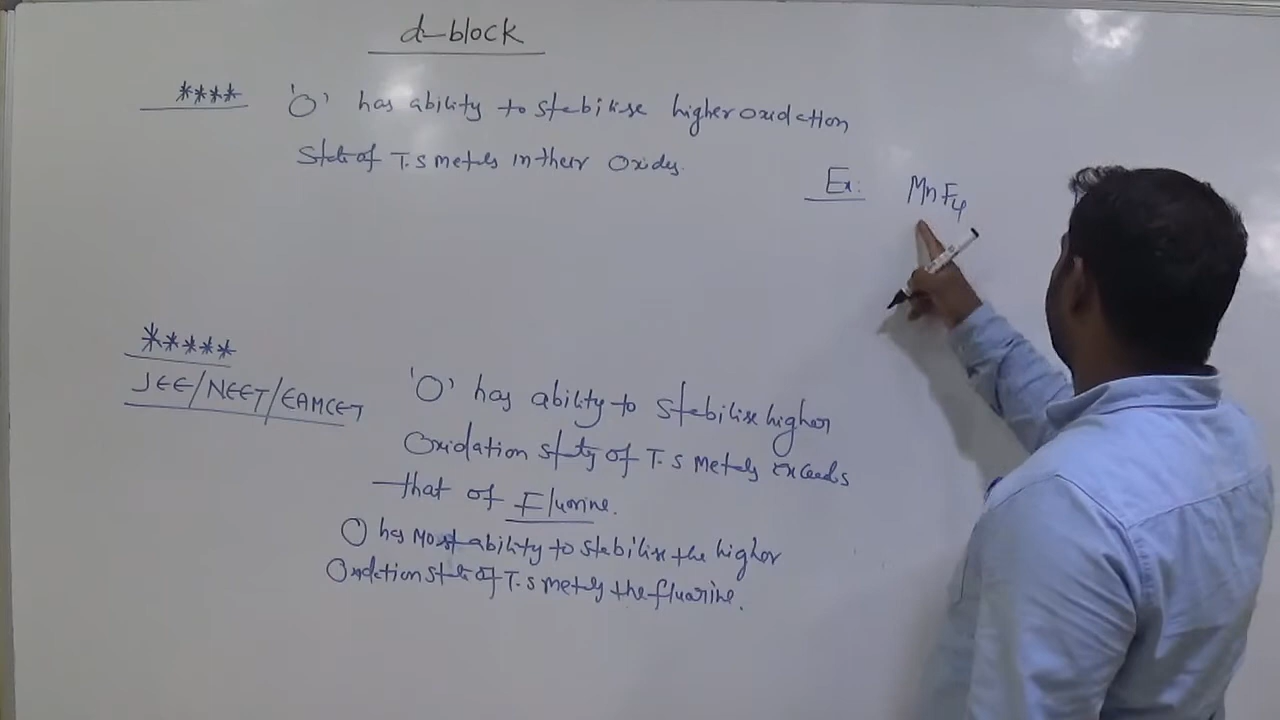 d-block
**** 'O' has ability to stabilise higher oxidation
State of T.S metals in their Oxides.
Ex: MnF4
*****
JEE/NEET/EAMCET
'O' has ability to stabilise higher
Oxidation states of T.S metals exceeds
that of Fluorine.
O has Most ability to stabilise the higher
Oxidation state of T.S metals the fluorine.